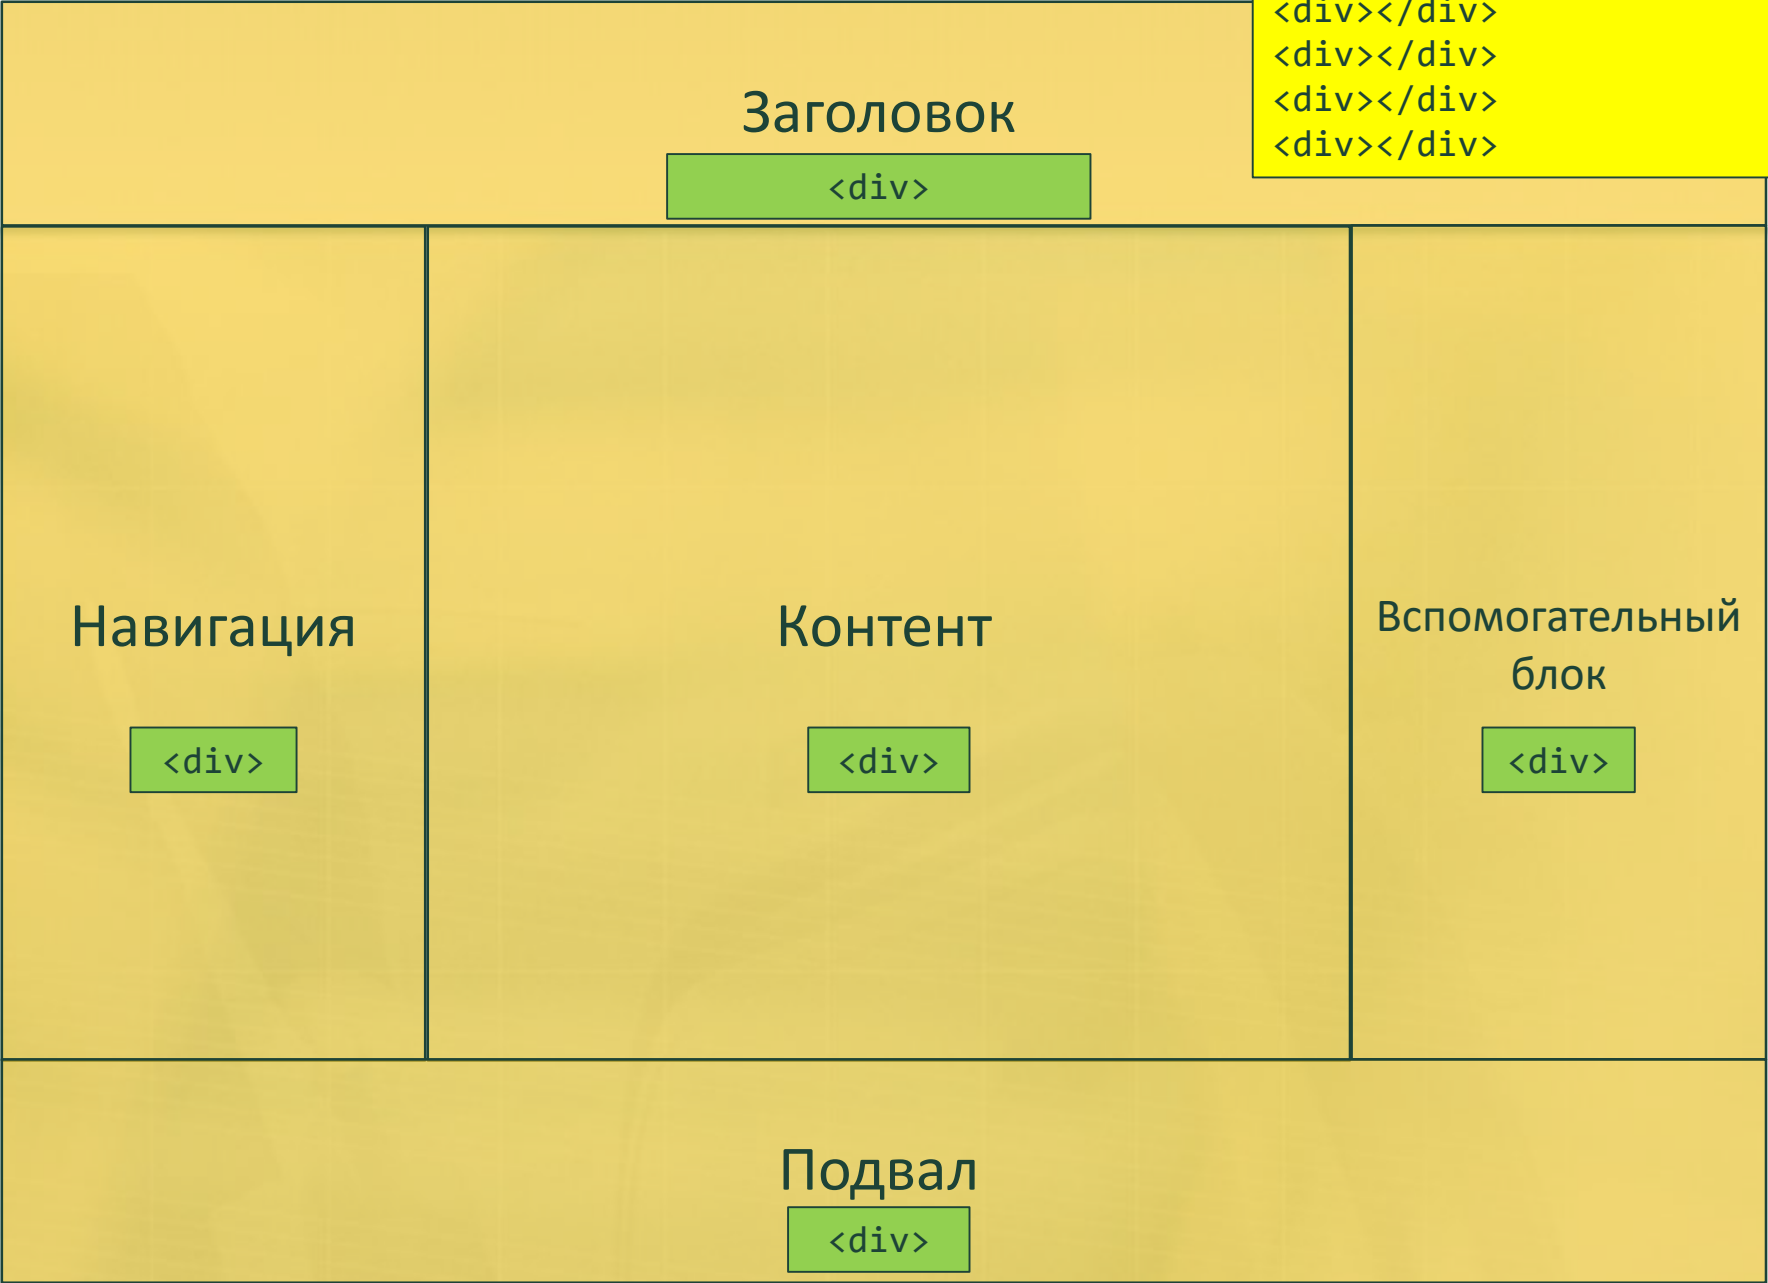 <div></div>
<div></div>
<div></div>
<div></div>
Заголовок
<div>
Навигация
<div>
Контент
<div>
Вспомогательный
блок
<div>
Подвал
<div>